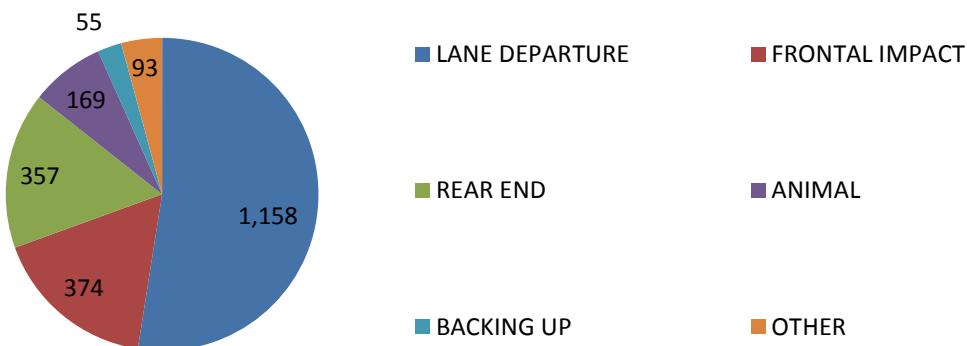 55
93
169
357
1,158
374
LANE DEPARTURE
FRONTAL IMPACT
REAR END
ANIMAL
BACKING UP
OTHER